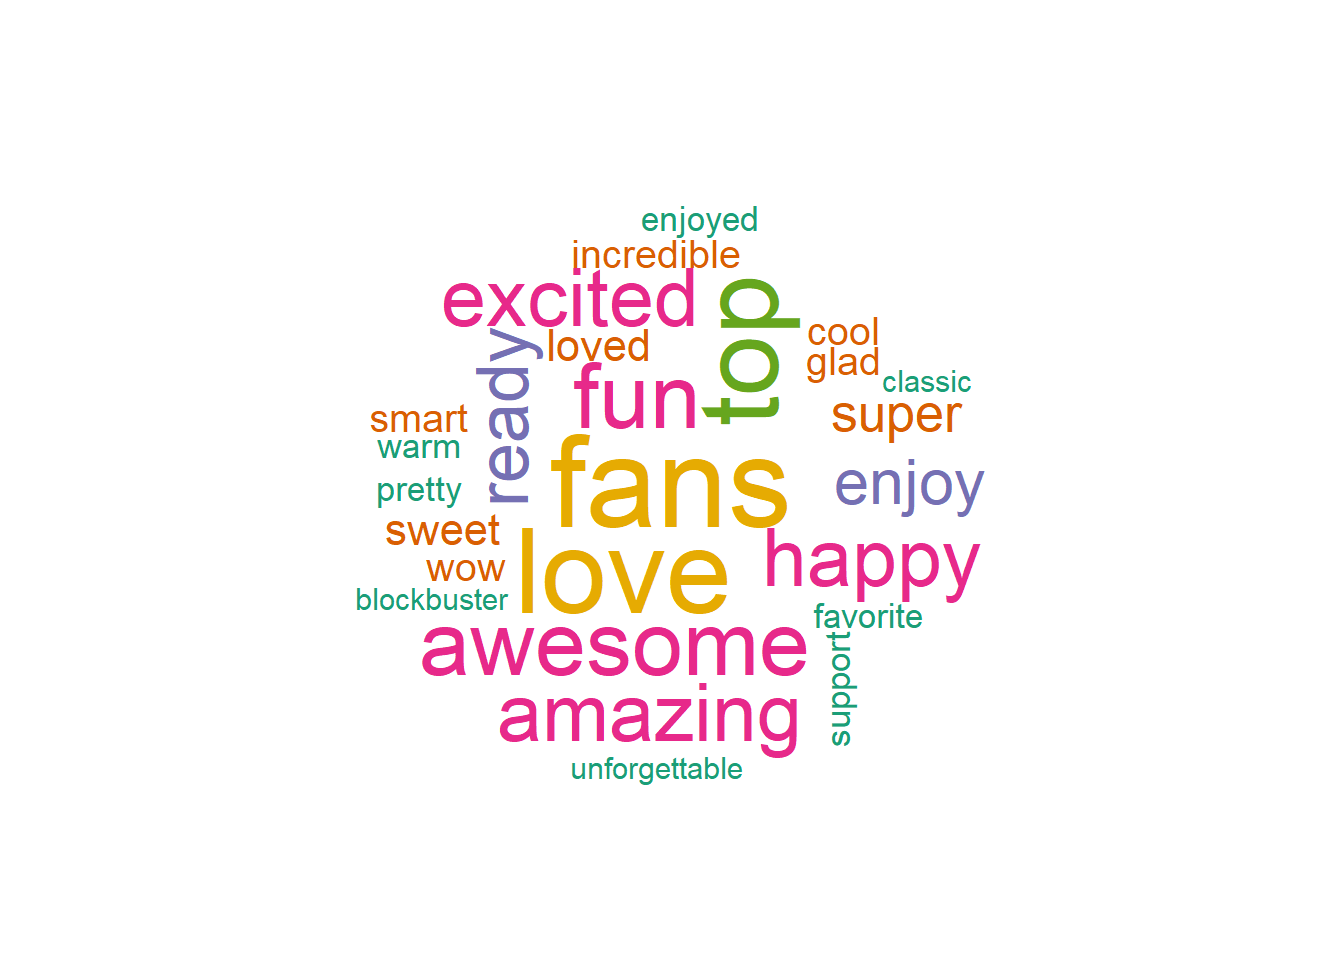 enjoyed
incredible
excited
top
cool
loved
ready
glad
classic
fun
smart
super
warm
fans
enjoy
pretty
sweet
happy
wow
love
blockbuster
favorite
awesome
support
amazing
unforgettable